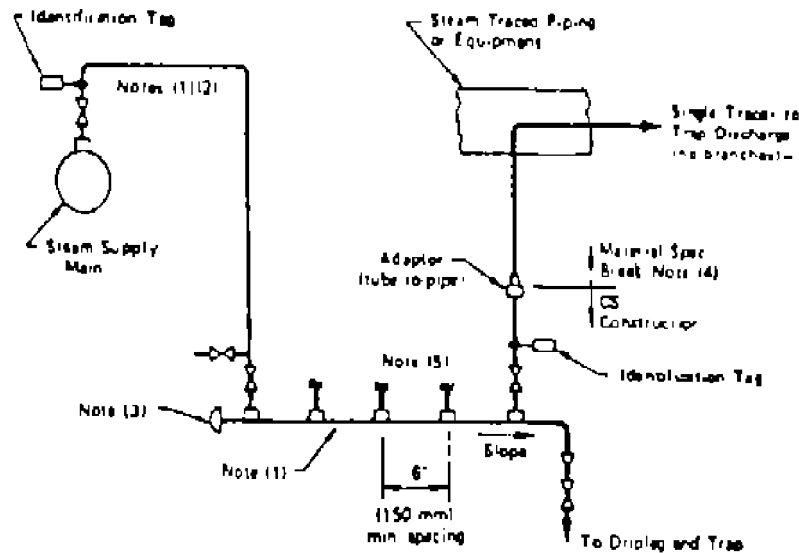 Identification Tag
Notes (1)(2)
Steam Supply
Main
Steam Traced Piping
or Equipment
Single Tracer to
Trap Discharge
(no branches)
Adaptor
(tube-to-pipe)
Material Spec
Break Note (4)
CS
Construction
Identification Tag
Note (5)
Note (3)
Note (1)
Slope
6"
(150 mm)
min spacing
To Dripleg and Trap